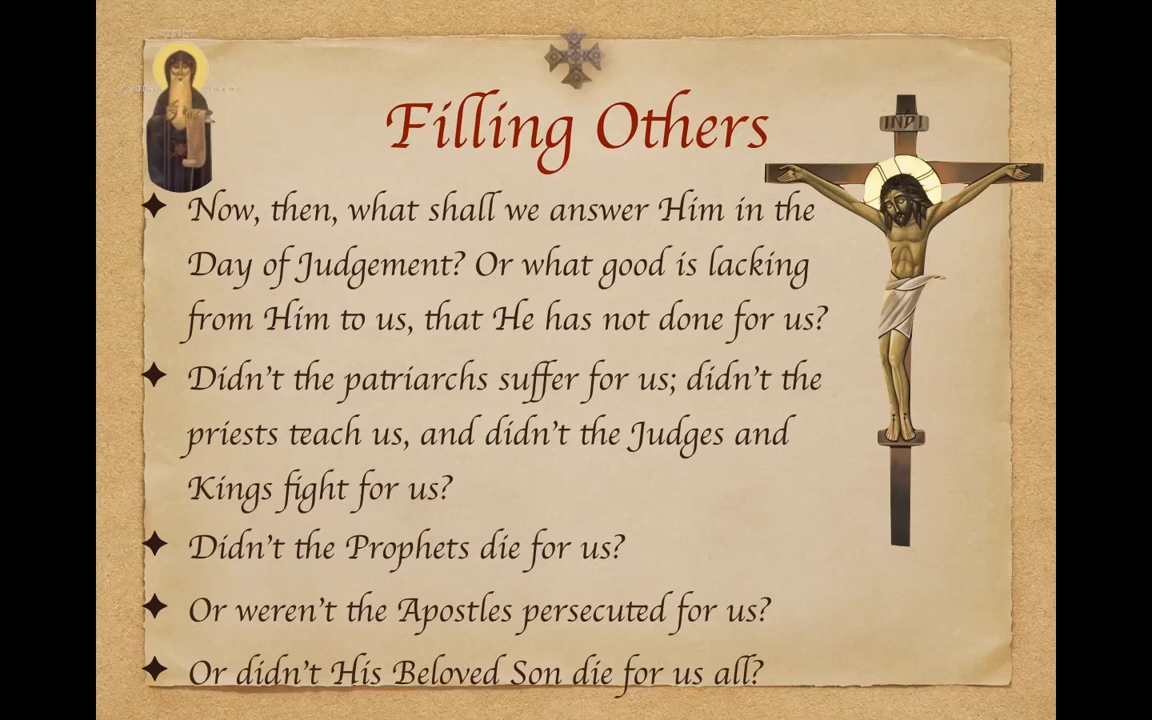 Filling Others
INPI
Now, then, what shall we answer Him in the
Day of Judgement? Or what good is lacking
from Him to us, that He has not done for us?
Didn't the patriarchs suffer for us; didn't the
priests teach us, and didn't the Judges and
Kings fight for us?
Didn't the Prophets die for us?
Or weren't the Apostles persecuted for us?
Or didn't His Beloved Son die for us all?